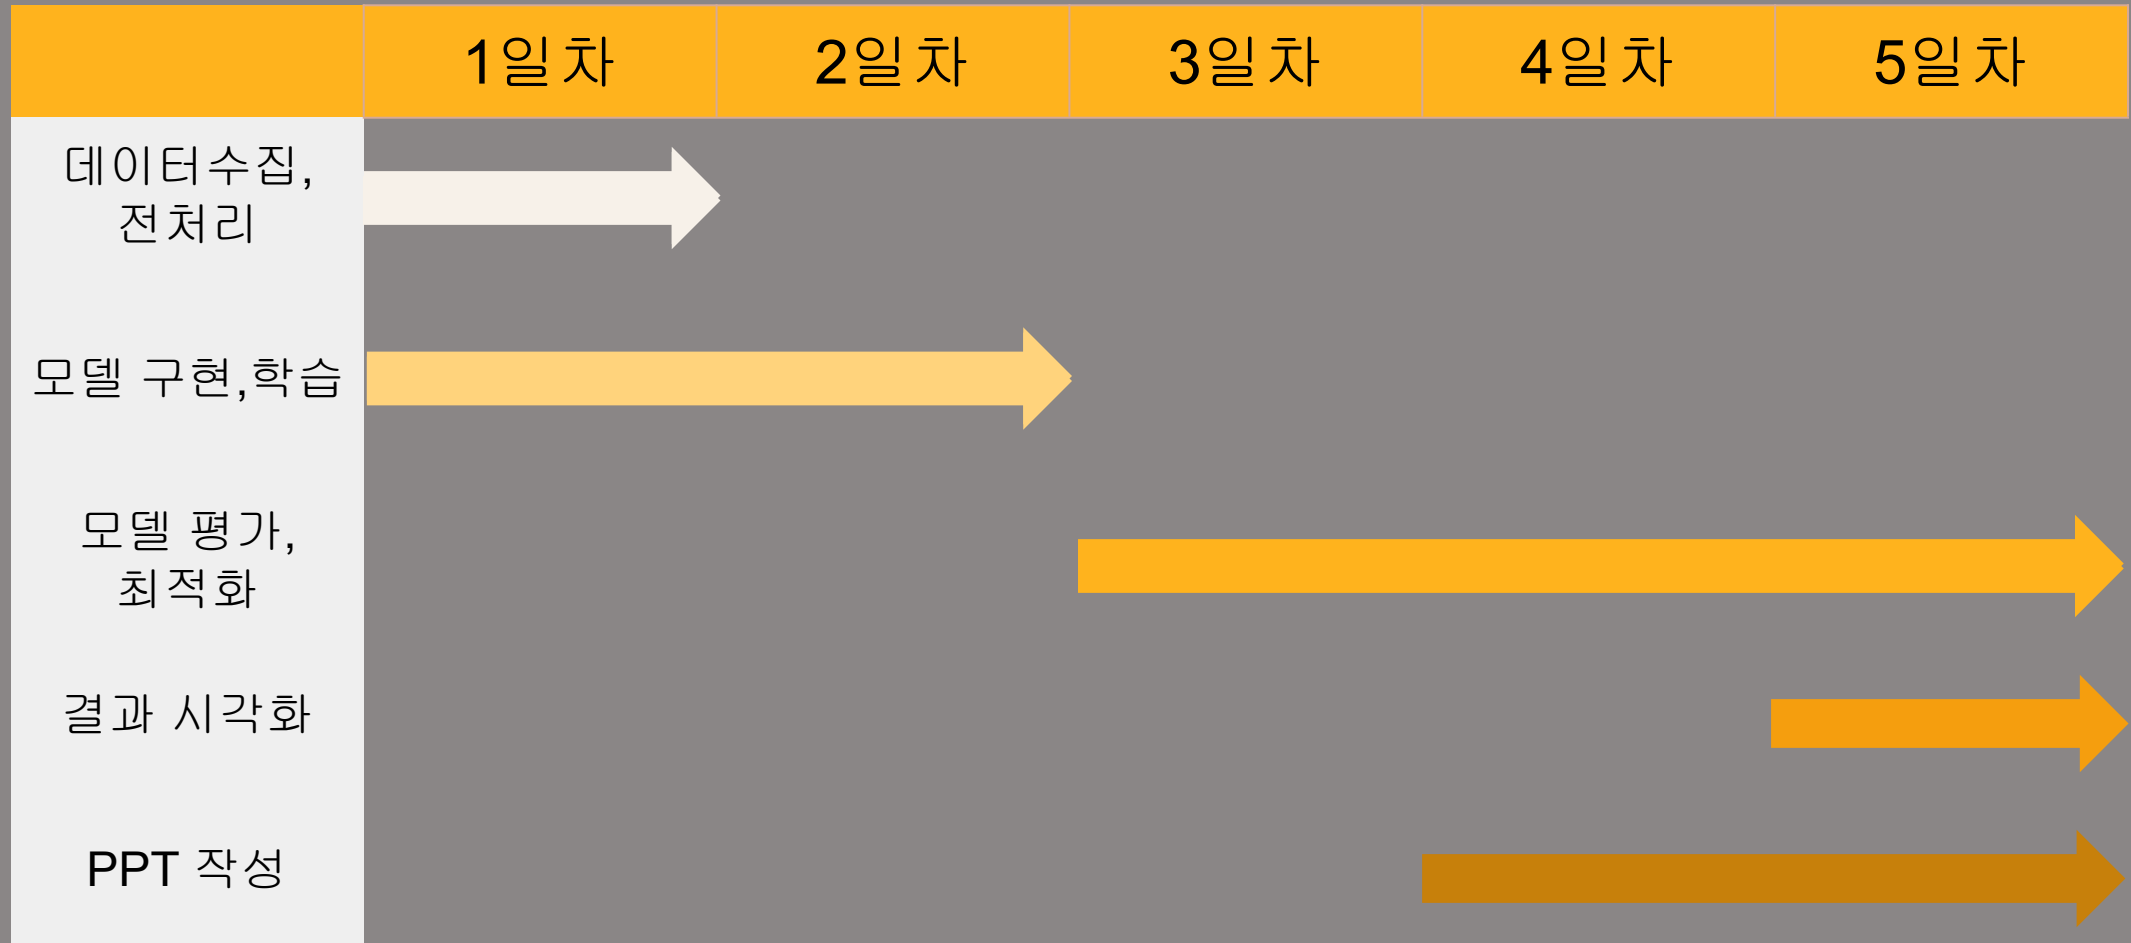 1일차 2일차 3일차 4일차 5일차
데이터수집,
전처리
모델 구현,학습
모델 평가,
최적화
결과 시각화
PPT 작성